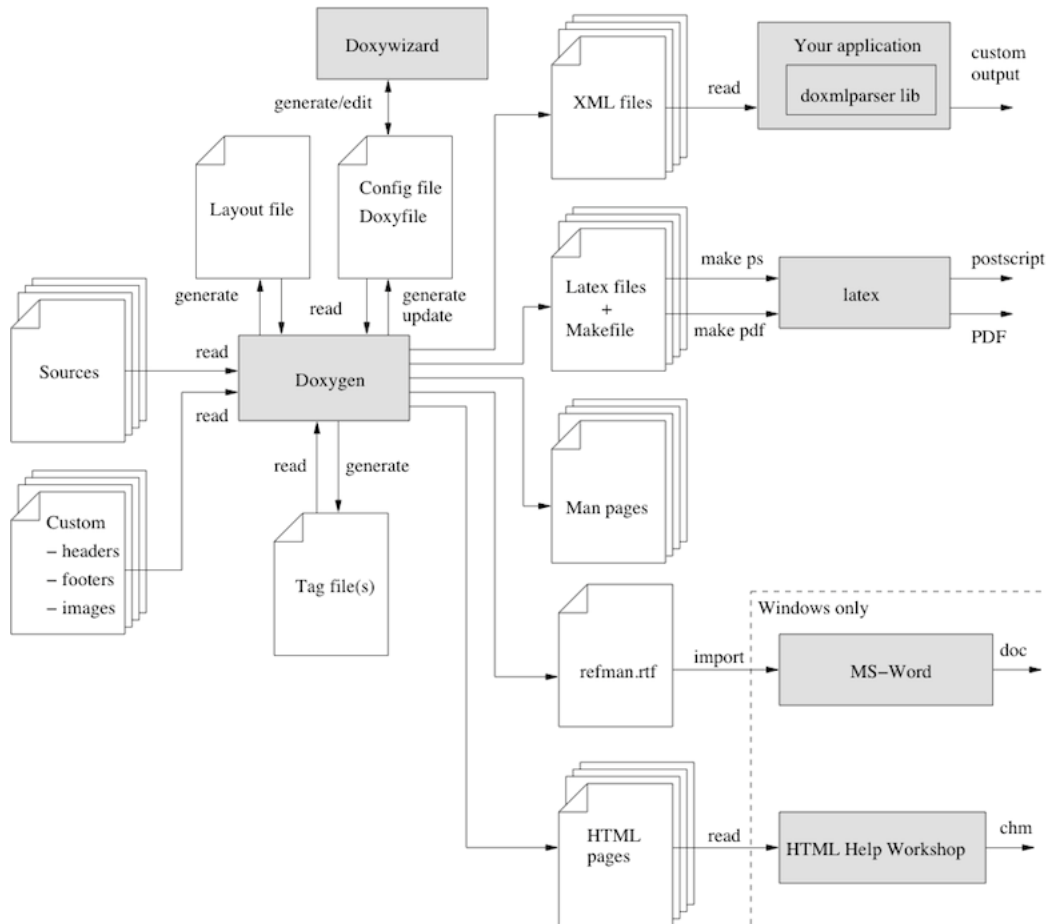 Doxywizard
generate/edit
Layout file
Config file
Doxyfile
generate
read
generate
update
Sources
read
read
Doxygen
Custom
– headers
– footers
– images
read
generate
Tag file(s)
XML files
read
Your application
doxmlparser lib
custom
output
Latex files
+
Makefile
make ps
make pdf
latex
postscript
PDF
Man pages
refman.rtf
import
Windows only
MS–Word
doc
HTML
pages
read
HTML Help Workshop
chm